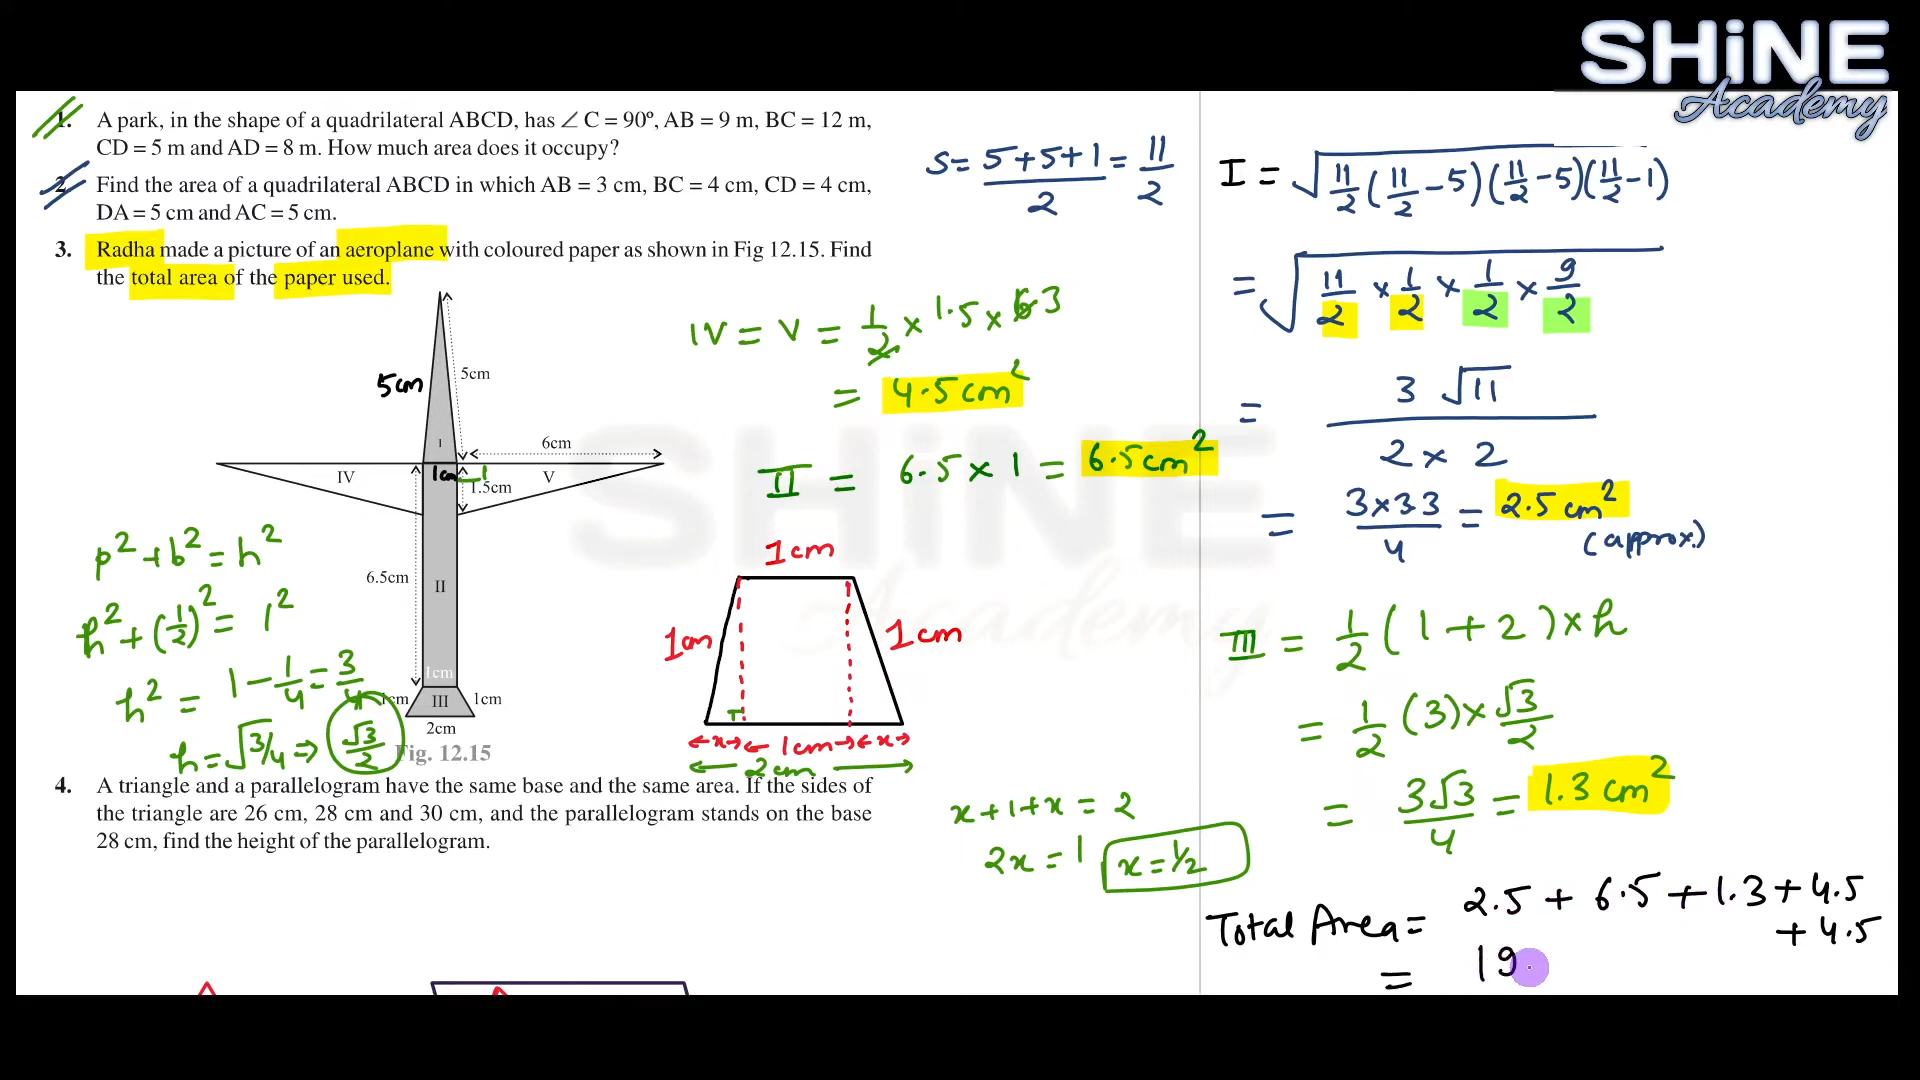 SHiNE
Academy
1. A park, in the shape of a quadrilateral ABCD, has ∠ C = 90º, AB = 9 m, BC = 12 m,
CD = 5 m and AD = 8 m. How much area does it occupy?
2. Find the area of a quadrilateral ABCD in which AB = 3 cm, BC = 4 cm, CD = 4 cm,
DA = 5 cm and AC = 5 cm.
3. Radha made a picture of an aeroplane with coloured paper as shown in Fig 12.15. Find
the total area of the paper used.
5cm
5cm
I
6cm
IV
1cm
1
1.5cm
V
6.5cm
II
1cm
1cm
III
1cm
2cm
Fig. 12.15
p² + b² = h²
h² + (1/2)² = 1²
h² = 1 - 1/4 = 3/4
h = √3/4 ⇒ √3/2
4. A triangle and a parallelogram have the same base and the same area. If the sides of
the triangle are 26 cm, 28 cm and 30 cm, and the parallelogram stands on the base
28 cm, find the height of the parallelogram.
S = 5+5+1/2 = 11/2
IV = V = 1/2 × 1.5 × 6 3
= 4.5 cm²
II = 6.5 × 1 = 6.5 cm²
1cm
1cm
1cm
x 1cm x
2cm
x + 1 + x = 2
2x = 1 x = 1/2
I = √11/2 (11/2 - 5) (11/2 - 5) (11/2 - 1)
= √11/2 × 1/2 × 1/2 × 9/2
= 3 √11 / 2 × 2
= 3×3.3/4 = 2.5 cm²
(approx.)
III = 1/2 (1 + 2) × h
= 1/2 (3) × √3/2
= 3√3/4 = 1.3 cm²
Total Area = 2.5 + 6.5 + 1.3 + 4.5
+ 4.5
= 19.
SHiNE
Academy